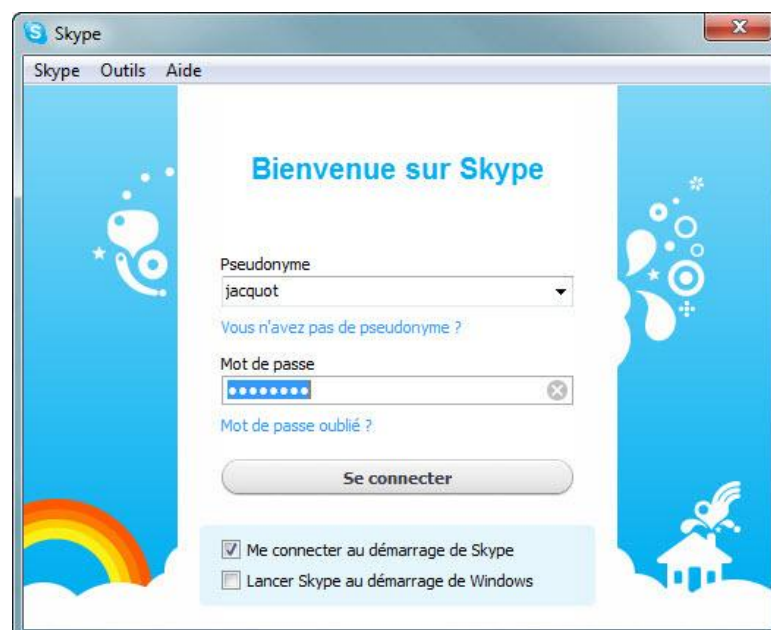 Skype
Skype Outils Aide
Bienvenue sur Skype
Pseudonyme
jacquot
Vous n'avez pas de pseudonyme ?
Mot de passe
••••••••
Mot de passe oublié ?
Se connecter
Me connecter au démarrage de Skype
Lancer Skype au démarrage de Windows